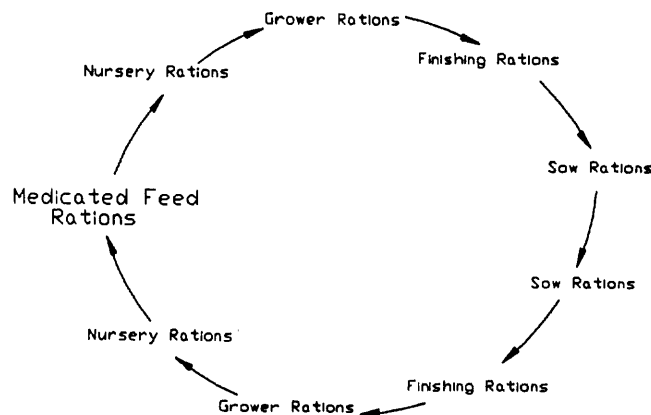 Grower Rations
Finishing Rations
Nursery Rations
Sow Rations
Medicated Feed
Rations
Sow Rations
Nursery Rations
Finishing Rations
Grower Rations